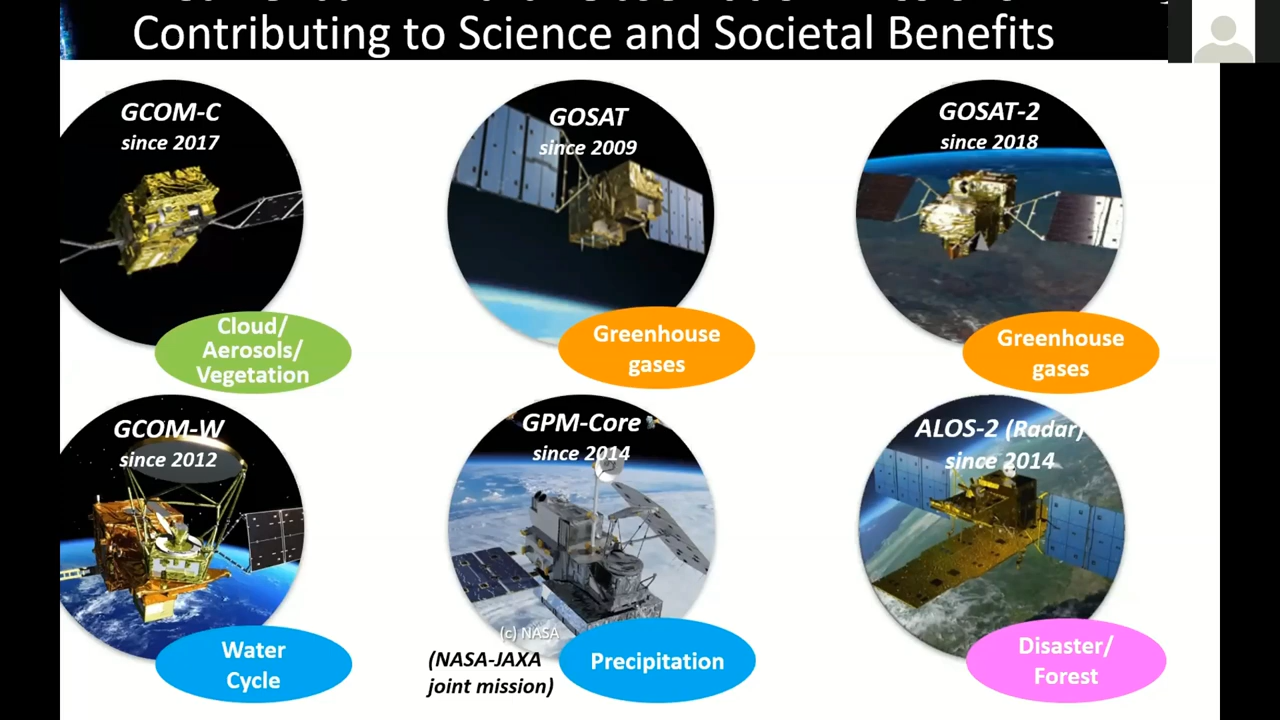 Contributing to Science and Societal Benefits
GCOM-C
since 2017
Cloud/
Aerosols/
Vegetation
GOSAT
since 2009
Greenhouse
gases
GOSAT-2
since 2018
Greenhouse
gases
GCOM-W
since 2012
Water
Cycle
GPM-Core
since 2014
(c) NASA
(NASA-JAXA
joint mission)
Precipitation
ALOS-2 (Radar)
since 2014
Disaster/
Forest